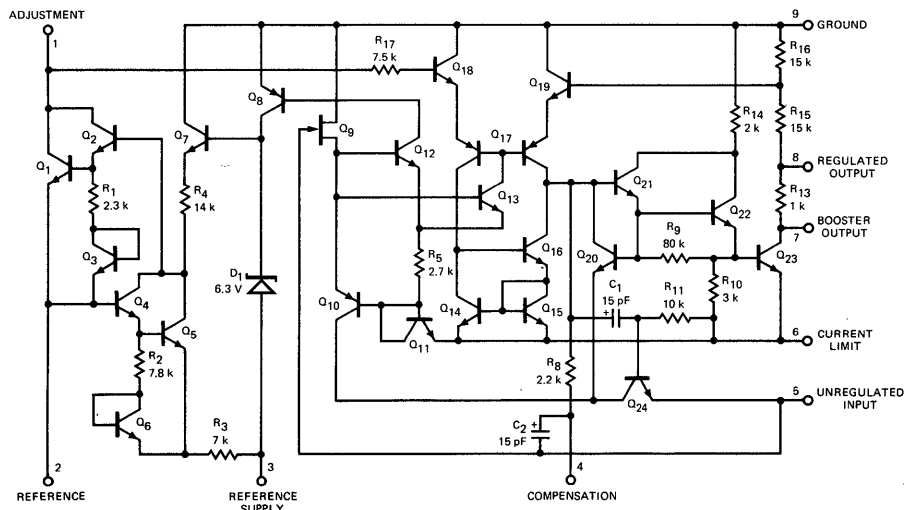 ADJUSTMENT
1
9
GROUND
R17
7.5 k
Q18
R16
15 k
Q8
Q19
Q2
Q7
Q9
R14
2 k
R15
15 k
Q1
Q12
Q17
8
REGULATED
OUTPUT
R1
2.3 k
R4
14 k
Q13
Q21
Q22
R13
1 k
Q3
R5
2.7 k
Q16
R9
80 k
BOOSTER
OUTPUT
7
D1
6.3 V
Q20
Q23
Q4
Q10
C1
15 pF
R11
10 k
R10
3 k
Q5
Q14
Q15
+
6
CURRENT
LIMIT
R2
7.8 k
Q11
R8
2.2 k
5
UNREGULATED
INPUT
Q24
Q6
R3
7 k
C2
15 pF
+
2
3
4
REFERENCE
REFERENCE
SUPPLY
COMPENSATION